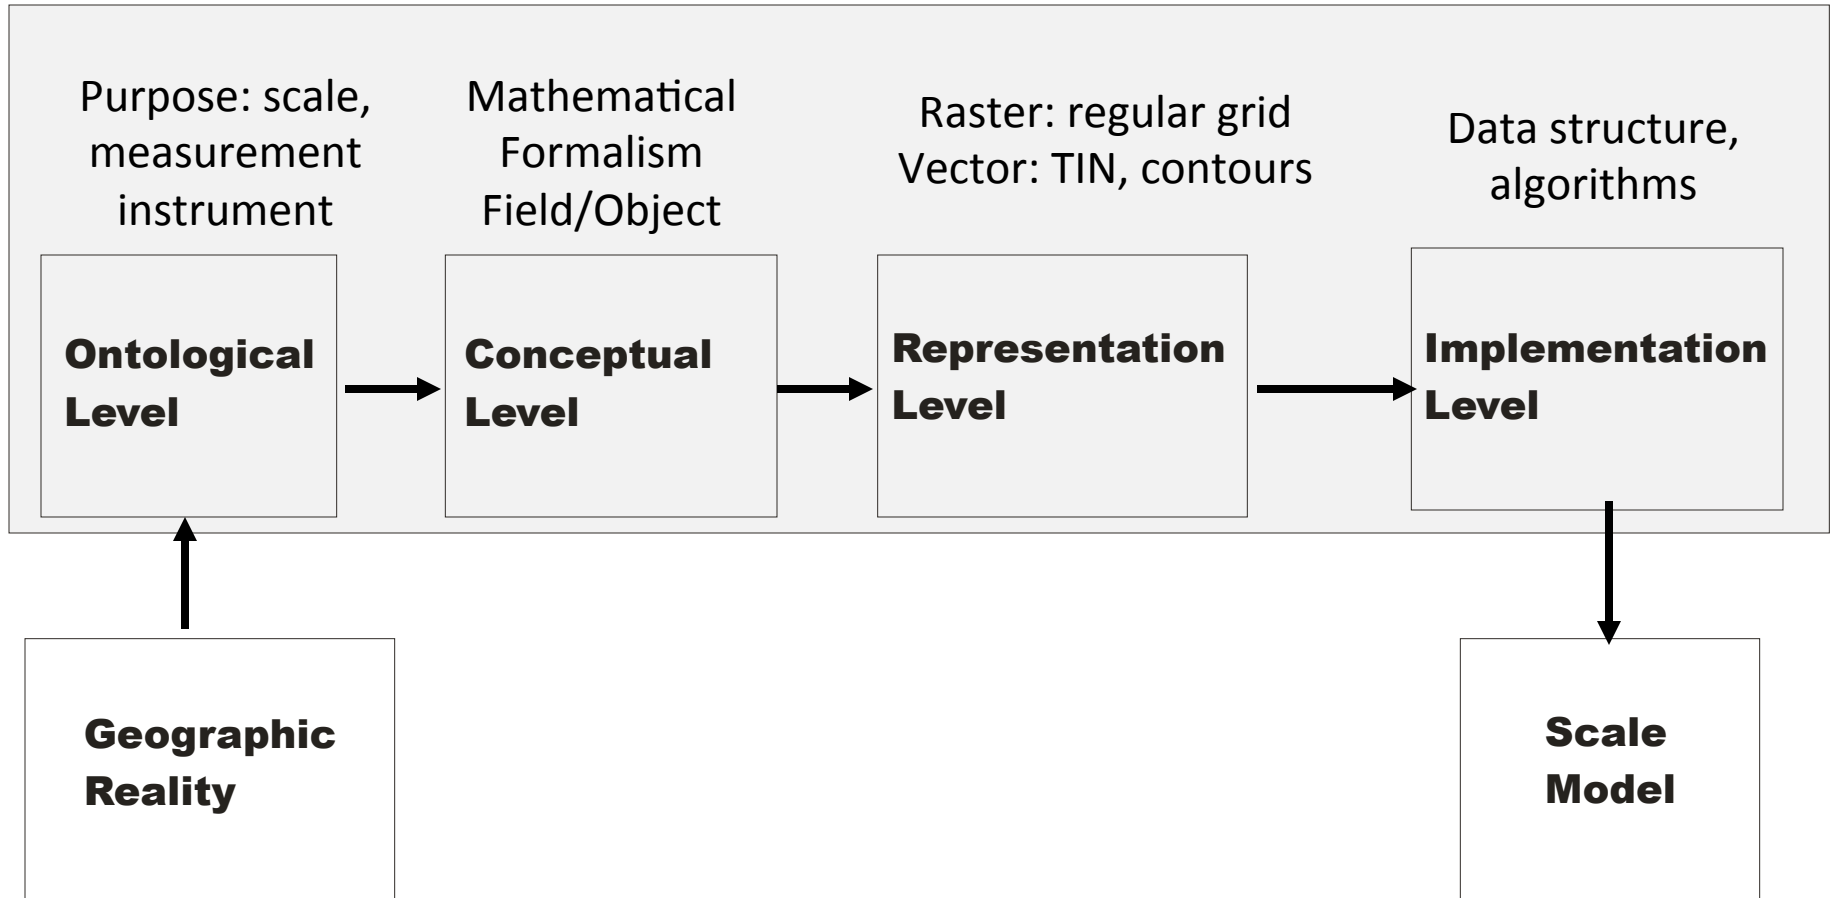 Purpose: scale,
measurement
instrument
Mathematical
Formalism
Field/Object
Raster: regular grid
Vector: TIN, contours
Data structure,
algorithms
Ontological
Level
Conceptual
Level
Representation
Level
Implementation
Level
Geographic
Reality
Scale
Model